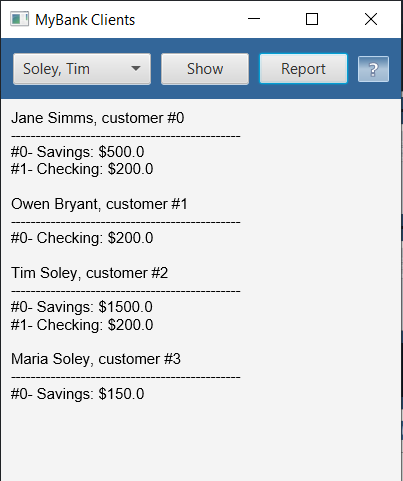 MyBank Clients
Soley, Tim Show Report ?
Jane Simms, customer #0
-----------------------------------------------
#0- Savings: $500.0
#1- Checking: $200.0
Owen Bryant, customer #1
-----------------------------------------------
#0- Checking: $200.0
Tim Soley, customer #2
-----------------------------------------------
#0- Savings: $1500.0
#1- Checking: $200.0
Maria Soley, customer #3
-----------------------------------------------
#0- Savings: $150.0